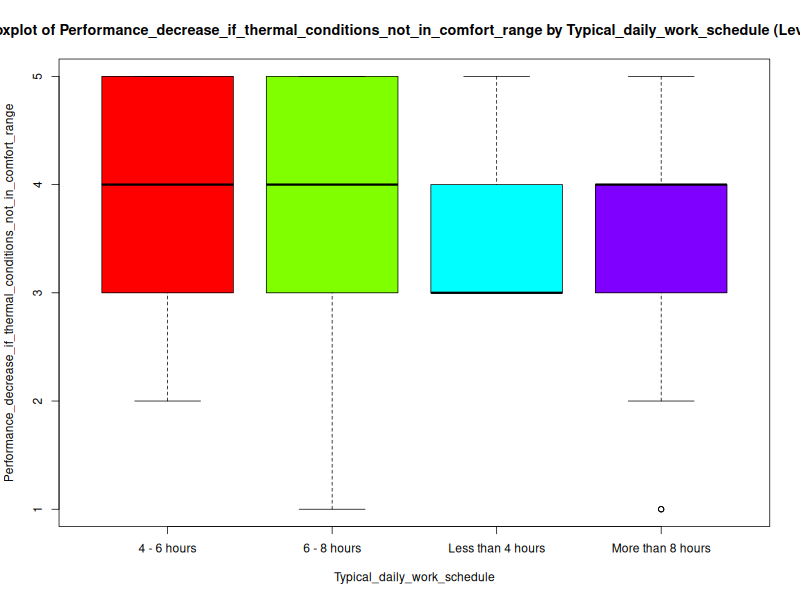 oxplot of Performance_decrease_if_thermal_conditions_not_in_comfort_range by Typical_daily_work_schedule (Lev
Performance_decrease_if_thermal_conditions_not_in_comfort_range
5
4
3
2
1
4 - 6 hours
6 - 8 hours
Less than 4 hours
More than 8 hours
Typical_daily_work_schedule